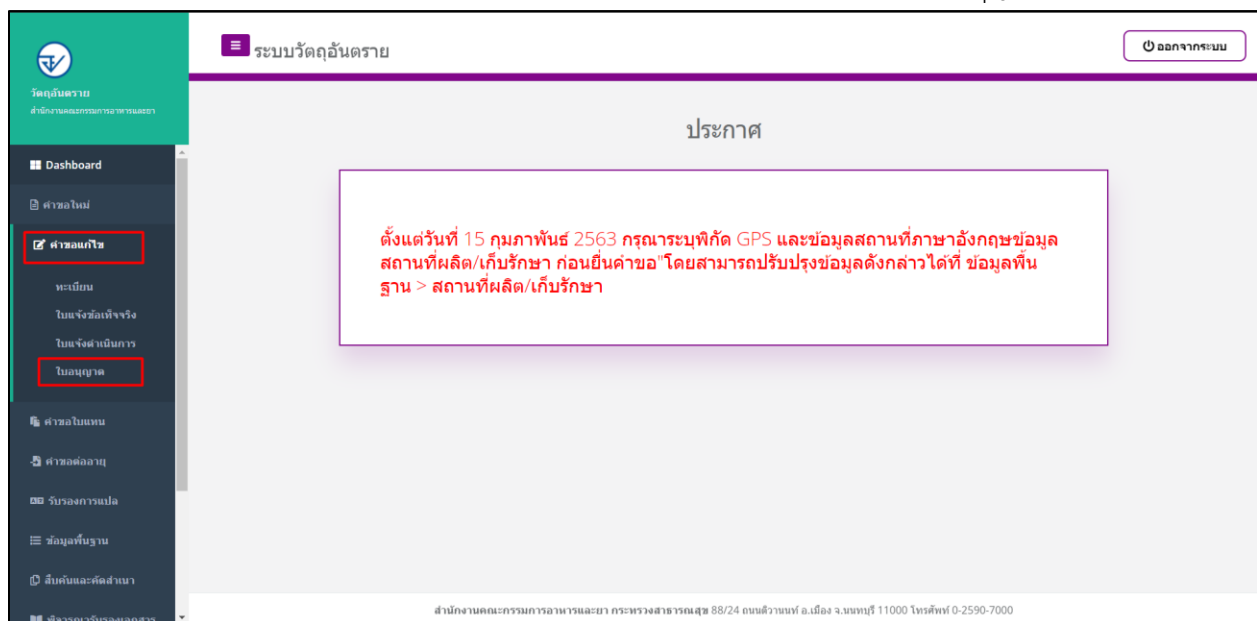 ระบบวัตถุอันตราย
ออกจากระบบ
วัตถุอันตราย
สำนักงานคณะกรรมการอาหารและยา
Dashboard
คำขอใหม่
คำขอแก้ไข
ทะเบียน
ใบแจ้งข้อเท็จจริง
ใบแจ้งดำเนินการ
ใบอนุญาต
คำขอใบแทน
คำขอต่ออายุ
รับรองการแปล
ข้อมูลพื้นฐาน
สืบค้นและคัดสำเนา
พิจารณารับรองเอกสาร
ประกาศ
ตั้งแต่วันที่ 15 กุมภาพันธ์ 2563 กรุณาระบุพิกัด GPS และข้อมูลสถานที่ภาษาอังกฤษข้อมูล
สถานที่ผลิต/เก็บรักษา ก่อนยื่นคำขอ"โดยสามารถปรับปรุงข้อมูลดังกล่าวได้ที่ ข้อมูลพื้น
ฐาน > สถานที่ผลิต/เก็บรักษา
สำนักงานคณะกรรมการอาหารและยา กระทรวงสาธารณสุข 88/24 ถนนติวานนท์ อ.เมือง จ.นนทบุรี 11000 โทรศัพท์ 0-2590-7000